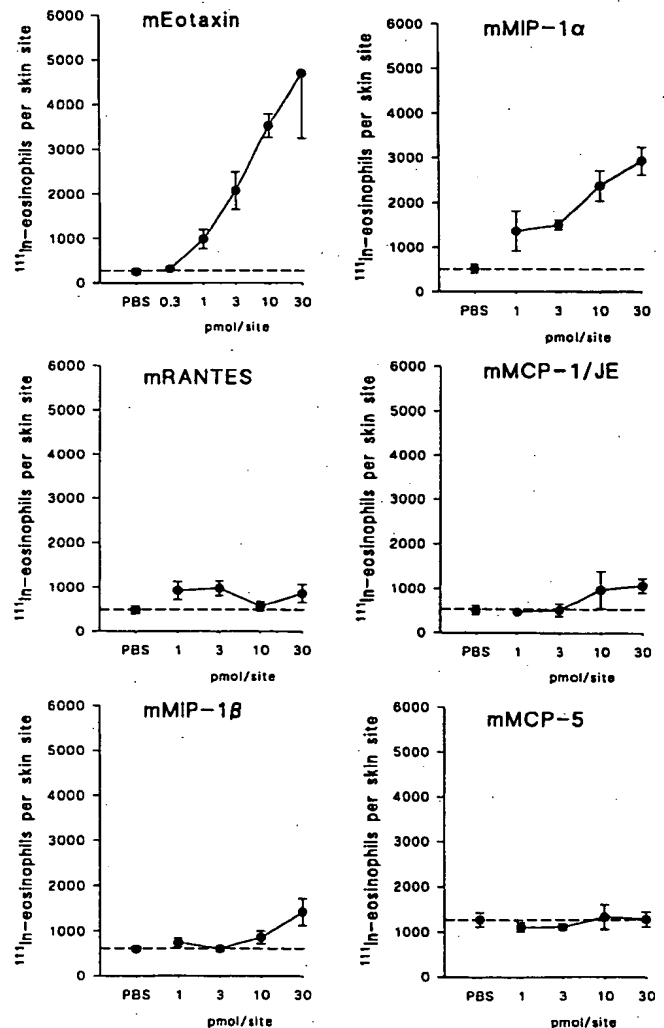 mEotaxin
¹¹¹In-eosinophils per skin site
6000
5000
4000
3000
2000
1000
0
PBS 0.3 1 3 10 30
pmol/site
mMIP-1α
¹¹¹In-eosinophils per skin site
6000
5000
4000
3000
2000
1000
0
PBS 1 3 10 30
pmol/site
mRANTES
¹¹¹In-eosinophils per skin site
6000
5000
4000
3000
2000
1000
0
PBS 1 3 10 30
pmol/site
mMCP-1/JE
¹¹¹In-eosinophils per skin site
6000
5000
4000
3000
2000
1000
0
PBS 1 3 10 30
pmol/site
mMIP-1β
¹¹¹In-eosinophils per skin site
6000
5000
4000
3000
2000
1000
0
PBS 1 3 10 30
pmol/site
mMCP-5
¹¹¹In-eosinophils per skin site
6000
5000
4000
3000
2000
1000
0
PBS 1 3 10 30
pmol/site